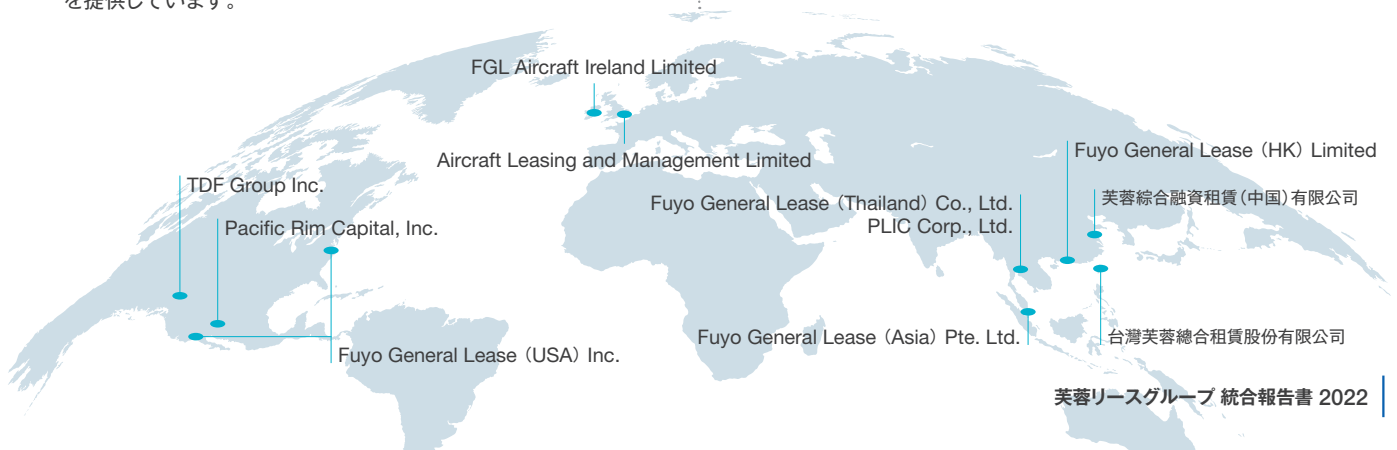 を提供しています。
FGL Aircraft Ireland Limited
Aircraft Leasing and Management Limited
TDF Group Inc.
Pacific Rim Capital, Inc.
Fuyo General Lease (USA) Inc.
Fuyo General Lease (HK) Limited
芙蓉綜合融資租賃(中国)有限公司
Fuyo General Lease (Thailand) Co., Ltd.
PLIC Corp., Ltd.
Fuyo General Lease (Asia) Pte. Ltd.
台灣芙蓉總合租賃股份有限公司
芙蓉リースグループ 統合報告書 2022